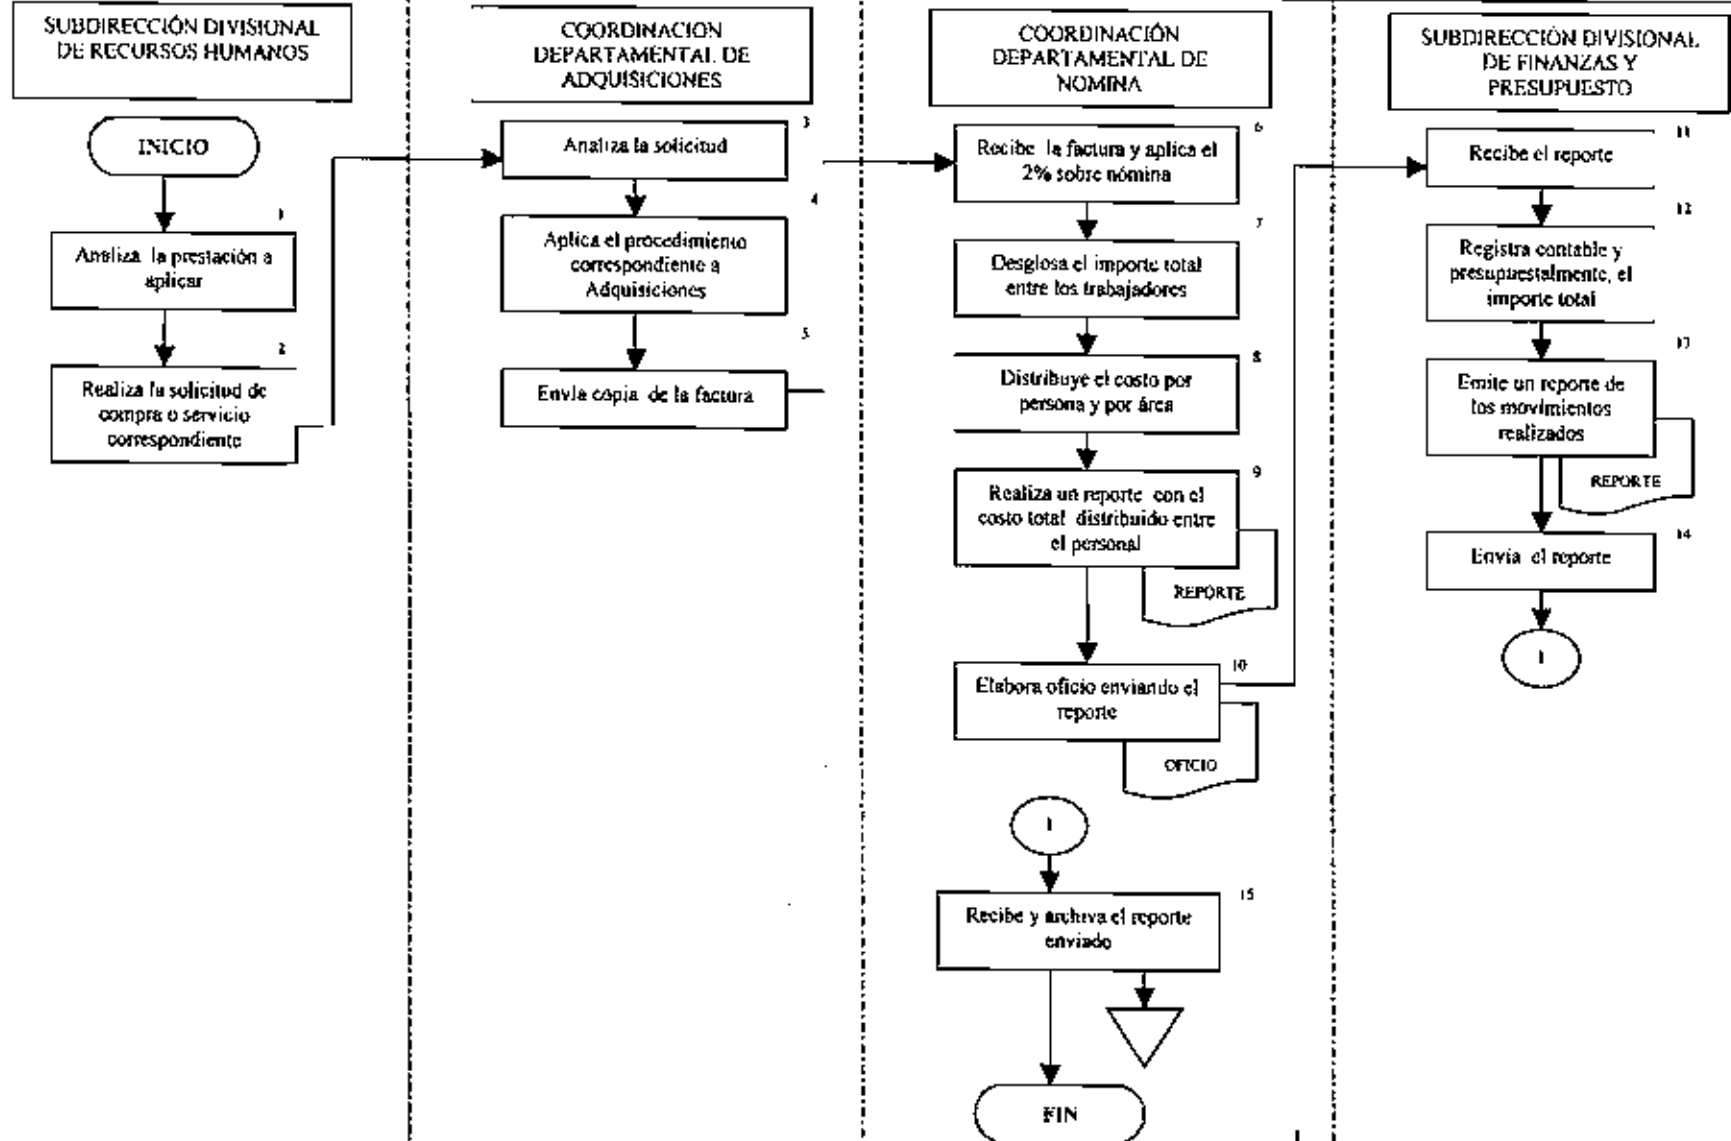 SUBDIRECCIÓN DIVISIONAL
DE RECURSOS HUMANOS
INICIO
1
Analiza la prestación a
aplicar
2
Realiza la solicitud de
compra o servicio
correspondiente
COORDINACION
DEPARTAMENTAL DE
ADQUISICIONES
3
Analiza la solicitud
4
Aplica el procedimiento
correspondiente a
Adquisiciones
5
Envía copia de la factura
COORDINACIÓN
DEPARTAMENTAL DE
NOMINA
6
Recibe la factura y aplica el
2% sobre nómina
7
Desglosa el importe total
entre los trabajadores
8
Distribuye el costo por
persona y por área
9
Realiza un reporte con el
costo total distribuido entre
el personal
REPORTE
10
Elabora oficio enviando el
reporte
OFICIO
1
15
Recibe y archiva el reporte
enviado
FIN
SUBDIRECCIÓN DIVISIONAL
DE FINANZAS Y
PRESUPUESTO
11
Recibe el reporte
12
Registra contable y
presupuestalmente, el
importe total
13
Emite un reporte de
los movimientos
realizados
REPORTE
14
Envía el reporte
1